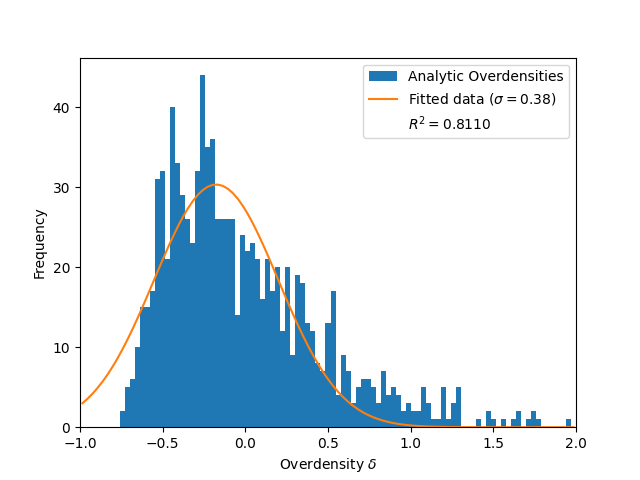 Analytic Overdensities
Fitted data (σ = 0.38)
R² = 0.8110
Frequency
40
30
20
10
0
−1.0 −0.5 0.0 0.5 1.0 1.5 2.0
Overdensity δ